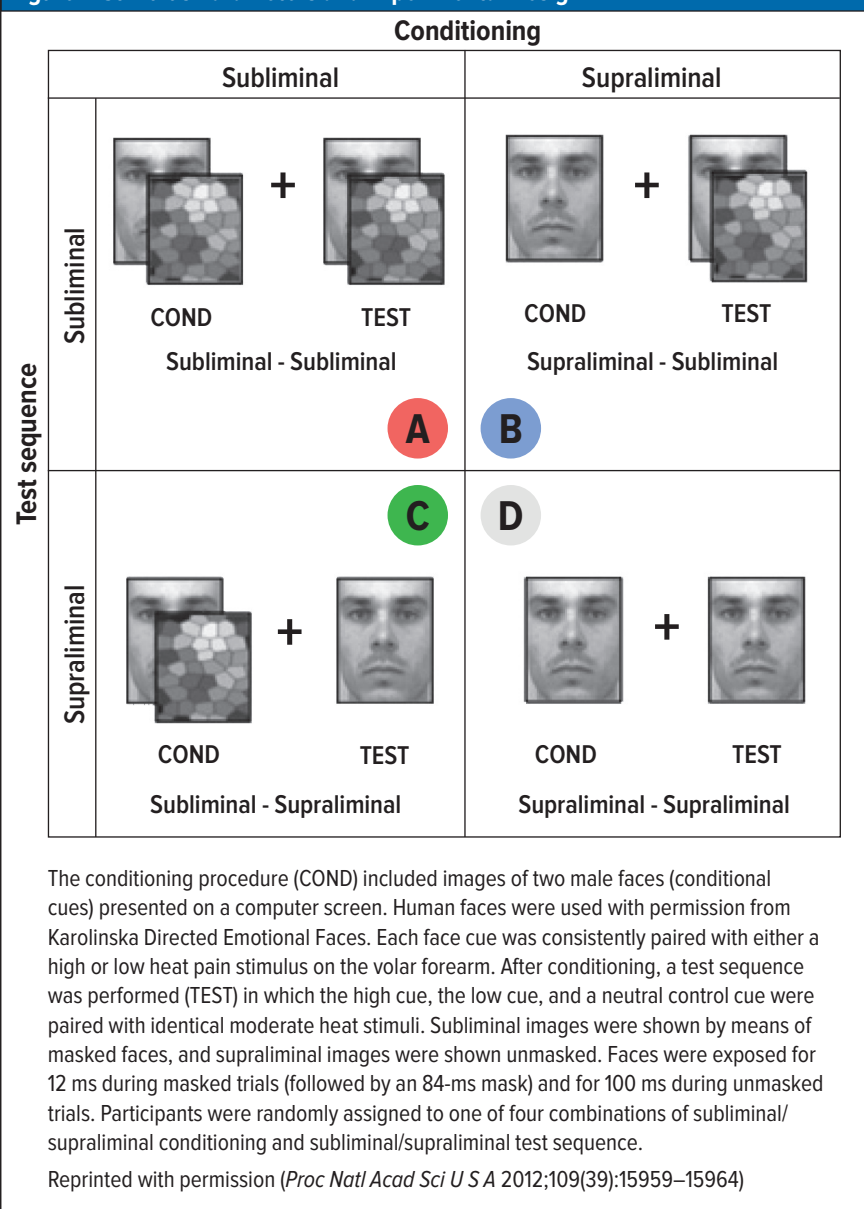 Conditioning
Subliminal
Supraliminal
Test sequence
Subliminal
+
+
COND
TEST
COND
TEST
Subliminal - Subliminal
Supraliminal - Subliminal
A
B
C
D
Supraliminal
+
+
COND
TEST
COND
TEST
Subliminal - Supraliminal
Supraliminal - Supraliminal
The conditioning procedure (COND) included images of two male faces (conditional
cues) presented on a computer screen. Human faces were used with permission from
Karolinska Directed Emotional Faces. Each face cue was consistently paired with either a
high or low heat pain stimulus on the volar forearm. After conditioning, a test sequence
was performed (TEST) in which the high cue, the low cue, and a neutral control cue were
paired with identical moderate heat stimuli. Subliminal images were shown by means of
masked faces, and supraliminal images were shown unmasked. Faces were exposed for
12 ms during masked trials (followed by an 84-ms mask) and for 100 ms during unmasked
trials. Participants were randomly assigned to one of four combinations of subliminal/
supraliminal conditioning and subliminal/supraliminal test sequence.
Reprinted with permission (Proc Natl Acad Sci U S A 2012;109(39):15959–15964)